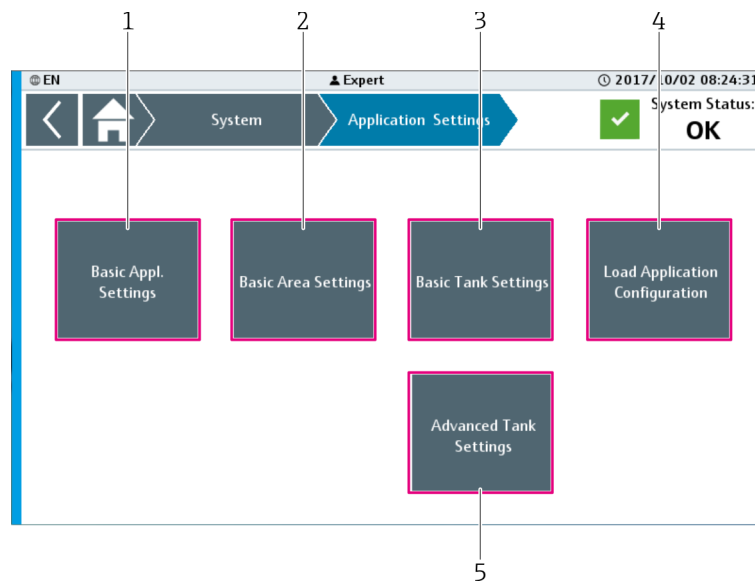 1 2 3 4
EN Expert 2017/10/02 08:24:31
System Application Settings System Status:
OK
Basic Appl.
Settings
Basic Area Settings
Basic Tank Settings
Load Application
Configuration
Advanced Tank
Settings
5